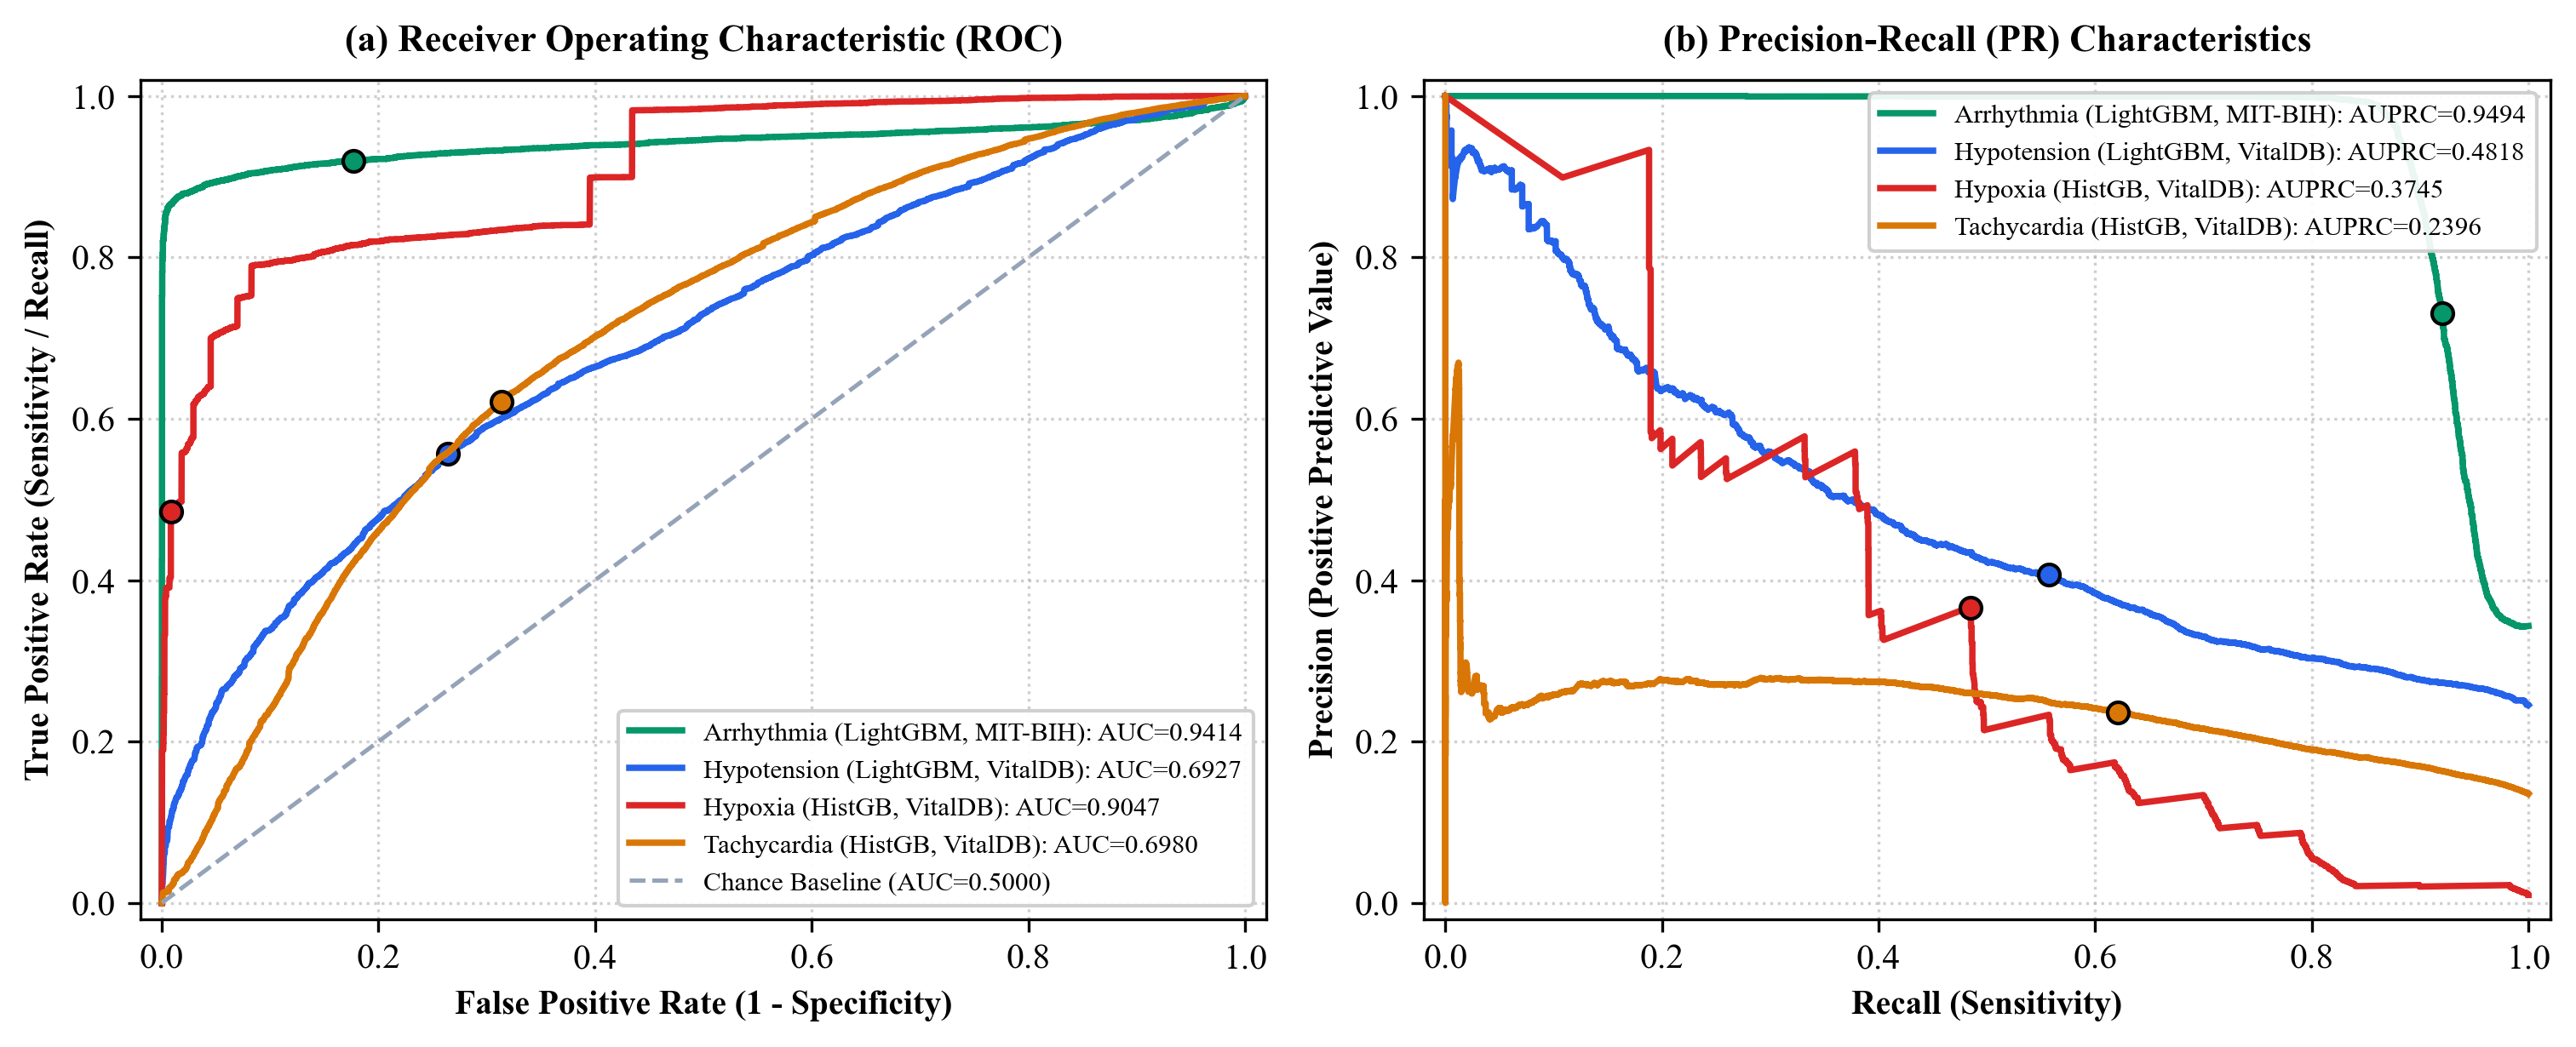 (a) Receiver Operating Characteristic (ROC)
True Positive Rate (Sensitivity / Recall)
1.0
0.8
0.6
0.4
0.2
0.0
Arrhythmia (LightGBM, MIT-BIH): AUC=0.9414
Hypotension (LightGBM, VitalDB): AUC=0.6927
Hypoxia (HistGB, VitalDB): AUC=0.9047
Tachycardia (HistGB, VitalDB): AUC=0.6980
Chance Baseline (AUC=0.5000)
0.0 0.2 0.4 0.6 0.8 1.0
False Positive Rate (1 - Specificity)
(b) Precision-Recall (PR) Characteristics
Precision (Positive Predictive Value)
1.0
0.8
0.6
0.4
0.2
0.0
Arrhythmia (LightGBM, MIT-BIH): AUPRC=0.9494
Hypotension (LightGBM, VitalDB): AUPRC=0.4818
Hypoxia (HistGB, VitalDB): AUPRC=0.3745
Tachycardia (HistGB, VitalDB): AUPRC=0.2396
0.0 0.2 0.4 0.6 0.8 1.0
Recall (Sensitivity)